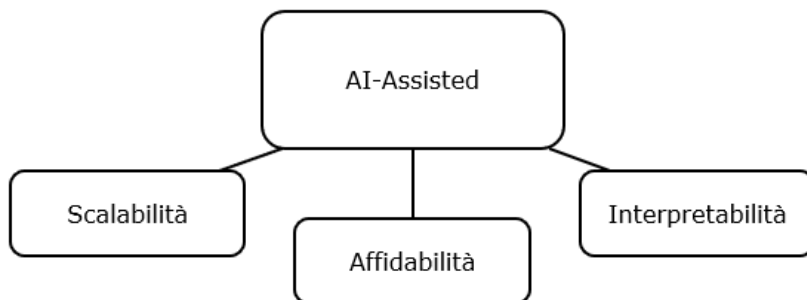 AI-Assisted
Scalabilità
Affidabilità
Interpretabilità